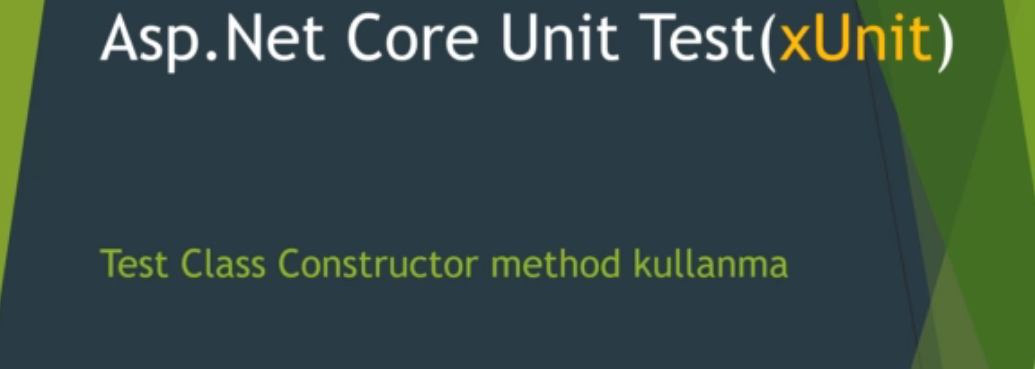 Asp.Net Core Unit Test(xUnit)
Test Class Constructor method kullanma